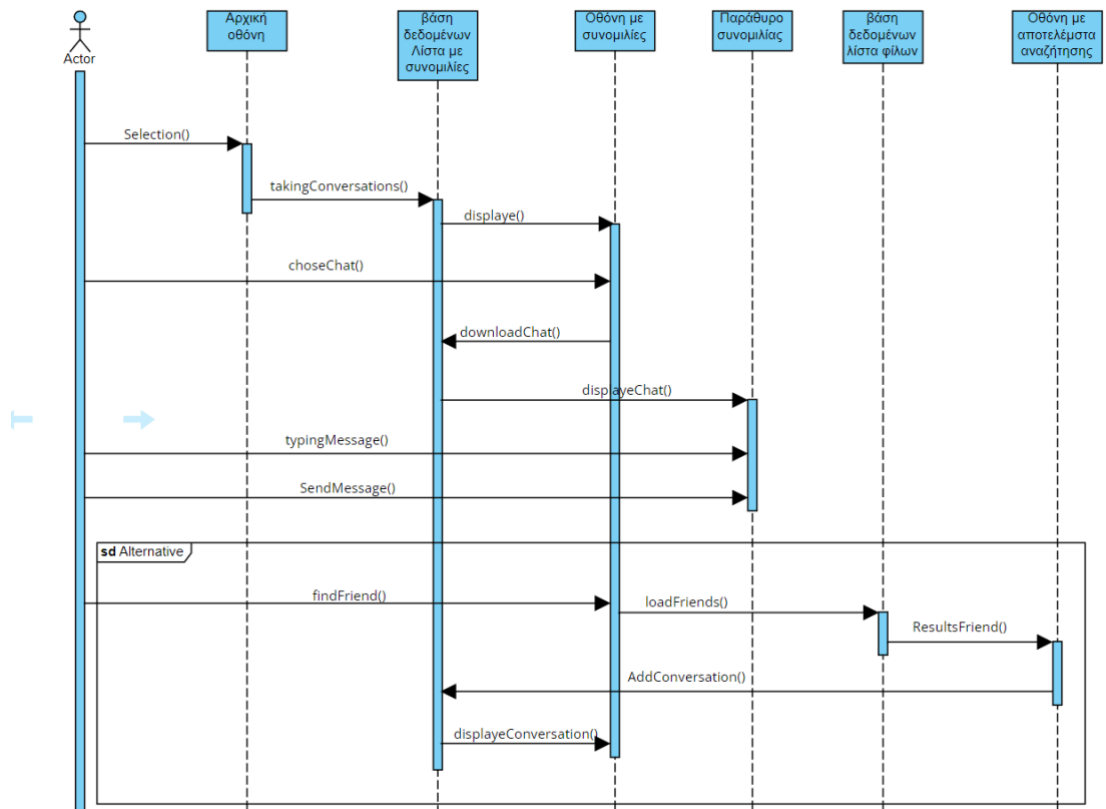 Actor
Αρχική
οθόνη
βάση
δεδομένων
Λίστα με
συνομιλίες
Οθόνη με
συνομιλίες
Παράθυρο
συνομιλίας
βάση
δεδομένων
λίστα φίλων
Οθόνη με
αποτελέμστα
αναζήτησης
Selection()
takingConversations()
displaye()
choseChat()
downloadChat()
displayeChat()
typingMessage()
SendMessage()
sd Alternative
findFriend()
loadFriends()
ResultsFriend()
AddConversation()
displayeConversation()